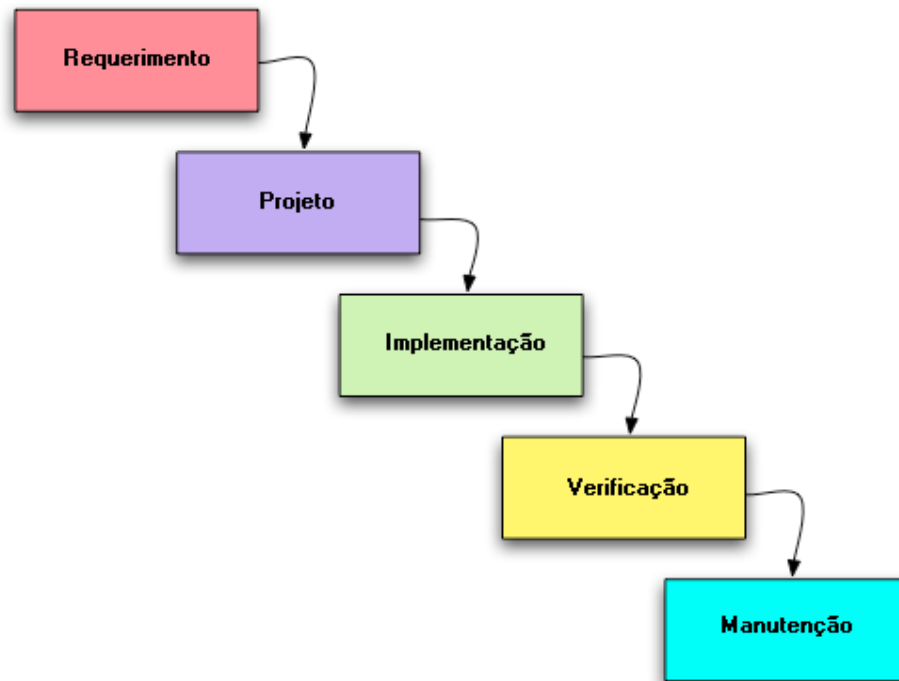 Requerimento
Projeto
Implementação
Verificação
Manutenção